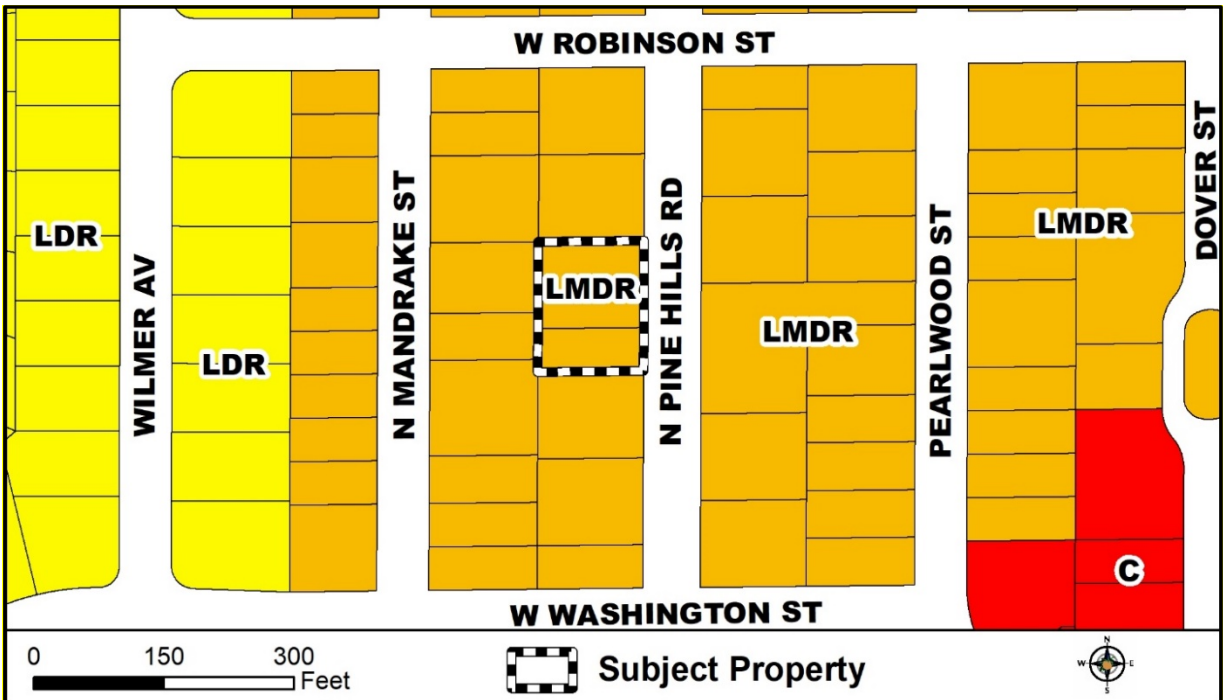 W ROBINSON ST
LDR
WILMER AV
LDR
N MANDRAKE ST
LMDR
N PINE HILLS RD
LMDR
PEARLWOOD ST
LMDR
DOVER ST
C
W WASHINGTON ST
0 150 300
Feet
Subject Property
N
W E
S